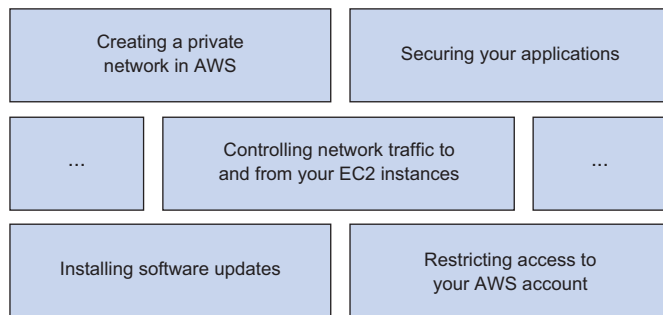 Creating a private
network in AWS
Securing your applications
...
Controlling network traffic to
and from your EC2 instances
...
Installing software updates
Restricting access to
your AWS account